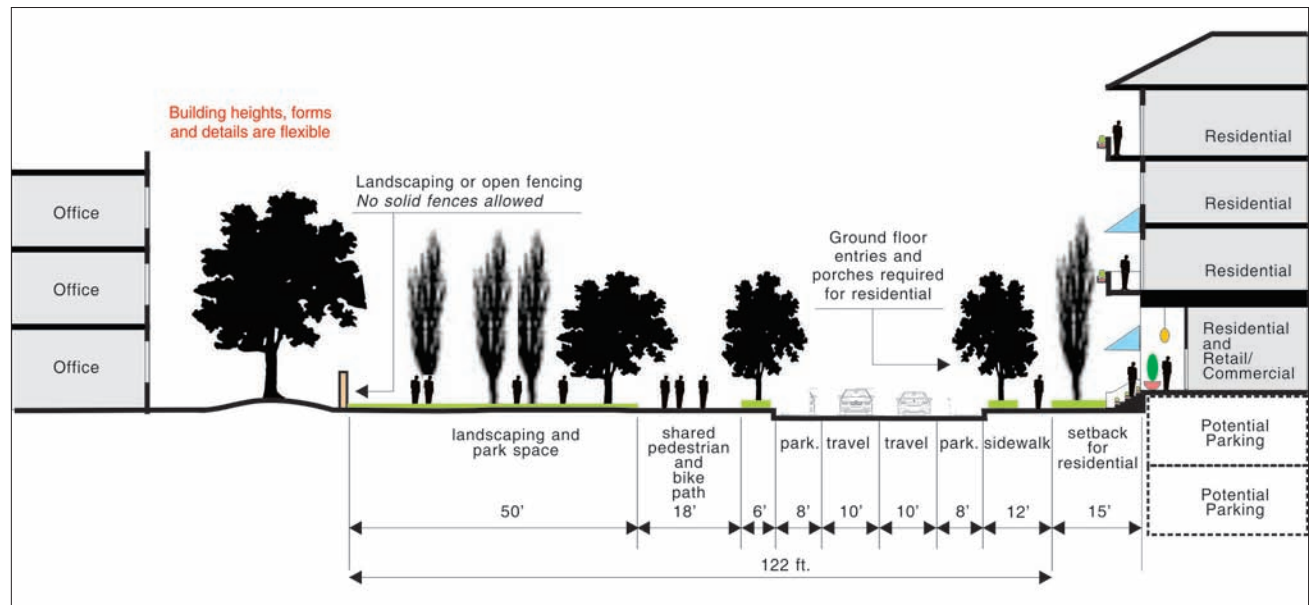 Building heights, forms
and details are flexible
Landscaping or open fencing
No solid fences allowed
Office
Office
Office
Ground floor
entries and
porches required
for residential
Residential
Residential
Residential
Residential
and
Retail/
Commercial
Potential
Parking
Potential
Parking
landscaping and
park space
shared
pedestrian
and
bike
path
park.
travel
travel
park.
sidewalk
setback
for
residential
50'
18'
6'
8'
10'
10'
8'
12'
15'
122 ft.